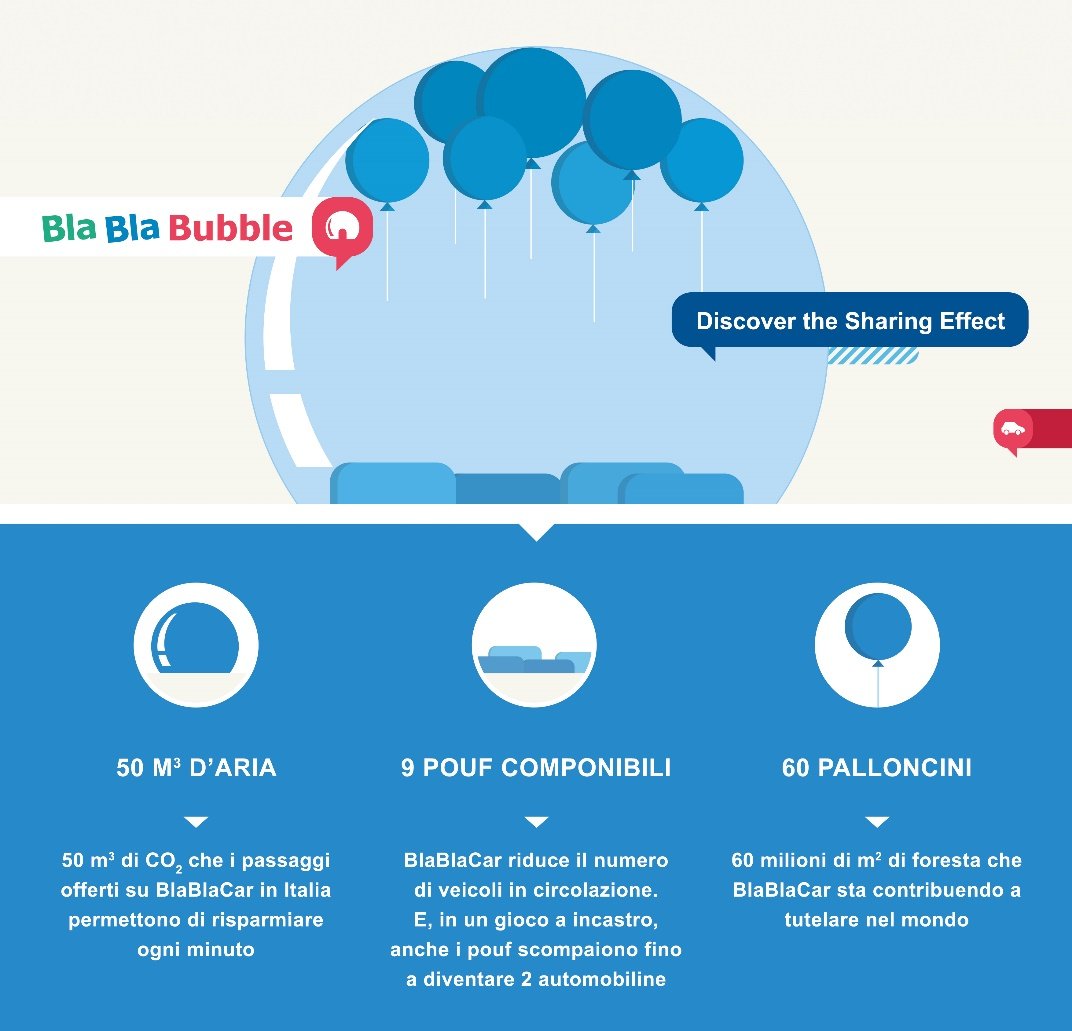 Bla Bla Bubble
Discover the Sharing Effect
50 M³ D’ARIA
50 m³ di CO₂ che i passaggi
offerti su BlaBlaCar in Italia
permettono di risparmiare
ogni minuto
9 POUF COMPONIBILI
BlaBlaCar riduce il numero
di veicoli in circolazione.
E, in un gioco a incastro,
anche i pouf scompaiono fino
a diventare 2 automobiline
60 PALLONCINI
60 milioni di m² di foresta che
BlaBlaCar sta contribuendo a
tutelare nel mondo